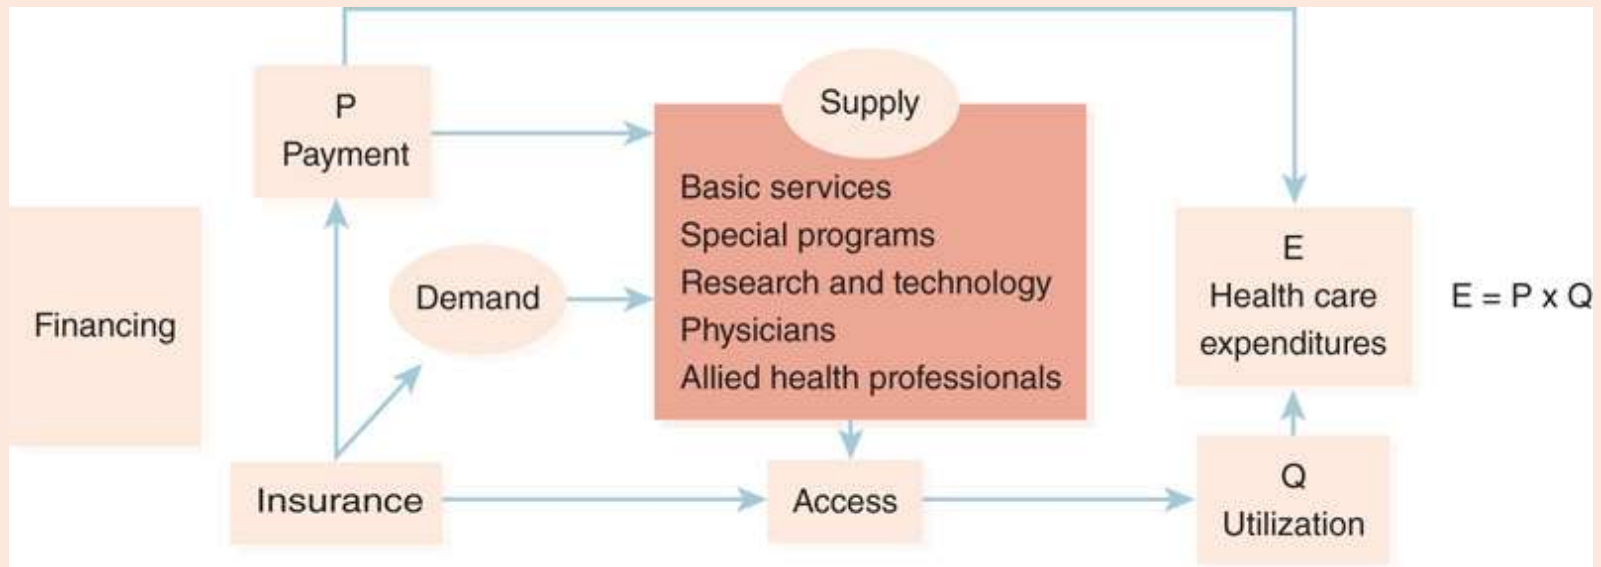 P
Payment
Supply
Basic services
Special programs
Research and technology
Physicians
Allied health professionals
Demand
Financing
E
Health care
expenditures
E = P x Q
Insurance
Access
Q
Utilization